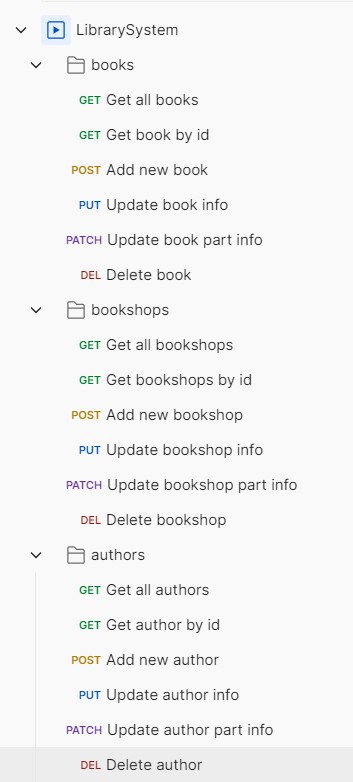 LibrarySystem
books
GET Get all books
GET Get book by id
POST Add new book
PUT Update book info
PATCH Update book part info
DEL Delete book
bookshops
GET Get all bookshops
GET Get bookshops by id
POST Add new bookshop
PUT Update bookshop info
PATCH Update bookshop part info
DEL Delete bookshop
authors
GET Get all authors
GET Get author by id
POST Add new author
PUT Update author info
PATCH Update author part info
DEL Delete author